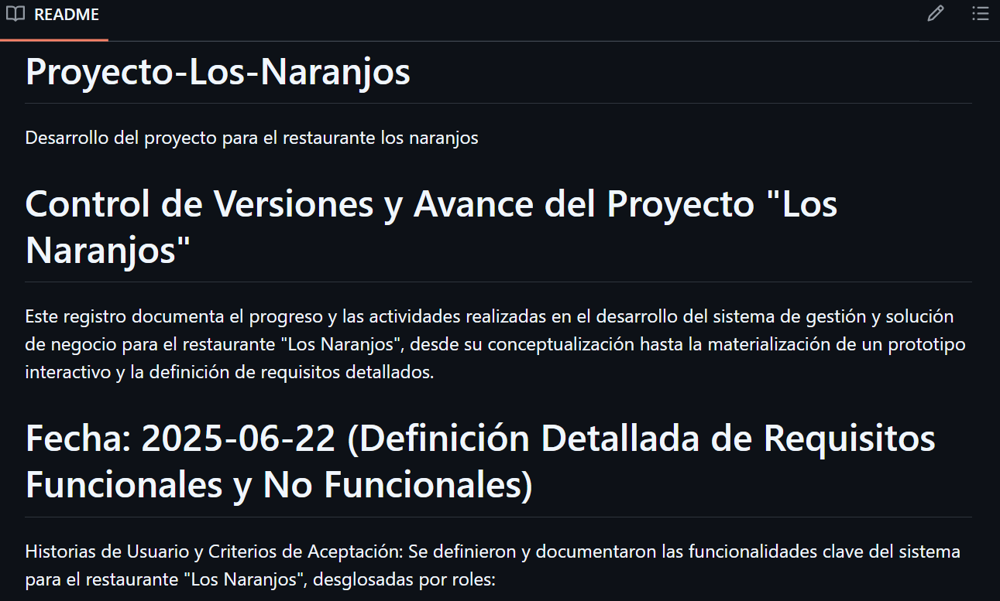 README
Proyecto-Los-Naranjos
Desarrollo del proyecto para el restaurante los naranjos
Control de Versiones y Avance del Proyecto "Los
Naranjos"
Este registro documenta el progreso y las actividades realizadas en el desarrollo del sistema de gestión y solución
de negocio para el restaurante "Los Naranjos", desde su conceptualización hasta la materialización de un prototipo
interactivo y la definición de requisitos detallados.
Fecha: 2025-06-22 (Definición Detallada de Requisitos
Funcionales y No Funcionales)
Historias de Usuario y Criterios de Aceptación: Se definieron y documentaron las funcionalidades clave del sistema
para el restaurante "Los Naranjos", desglosadas por roles: